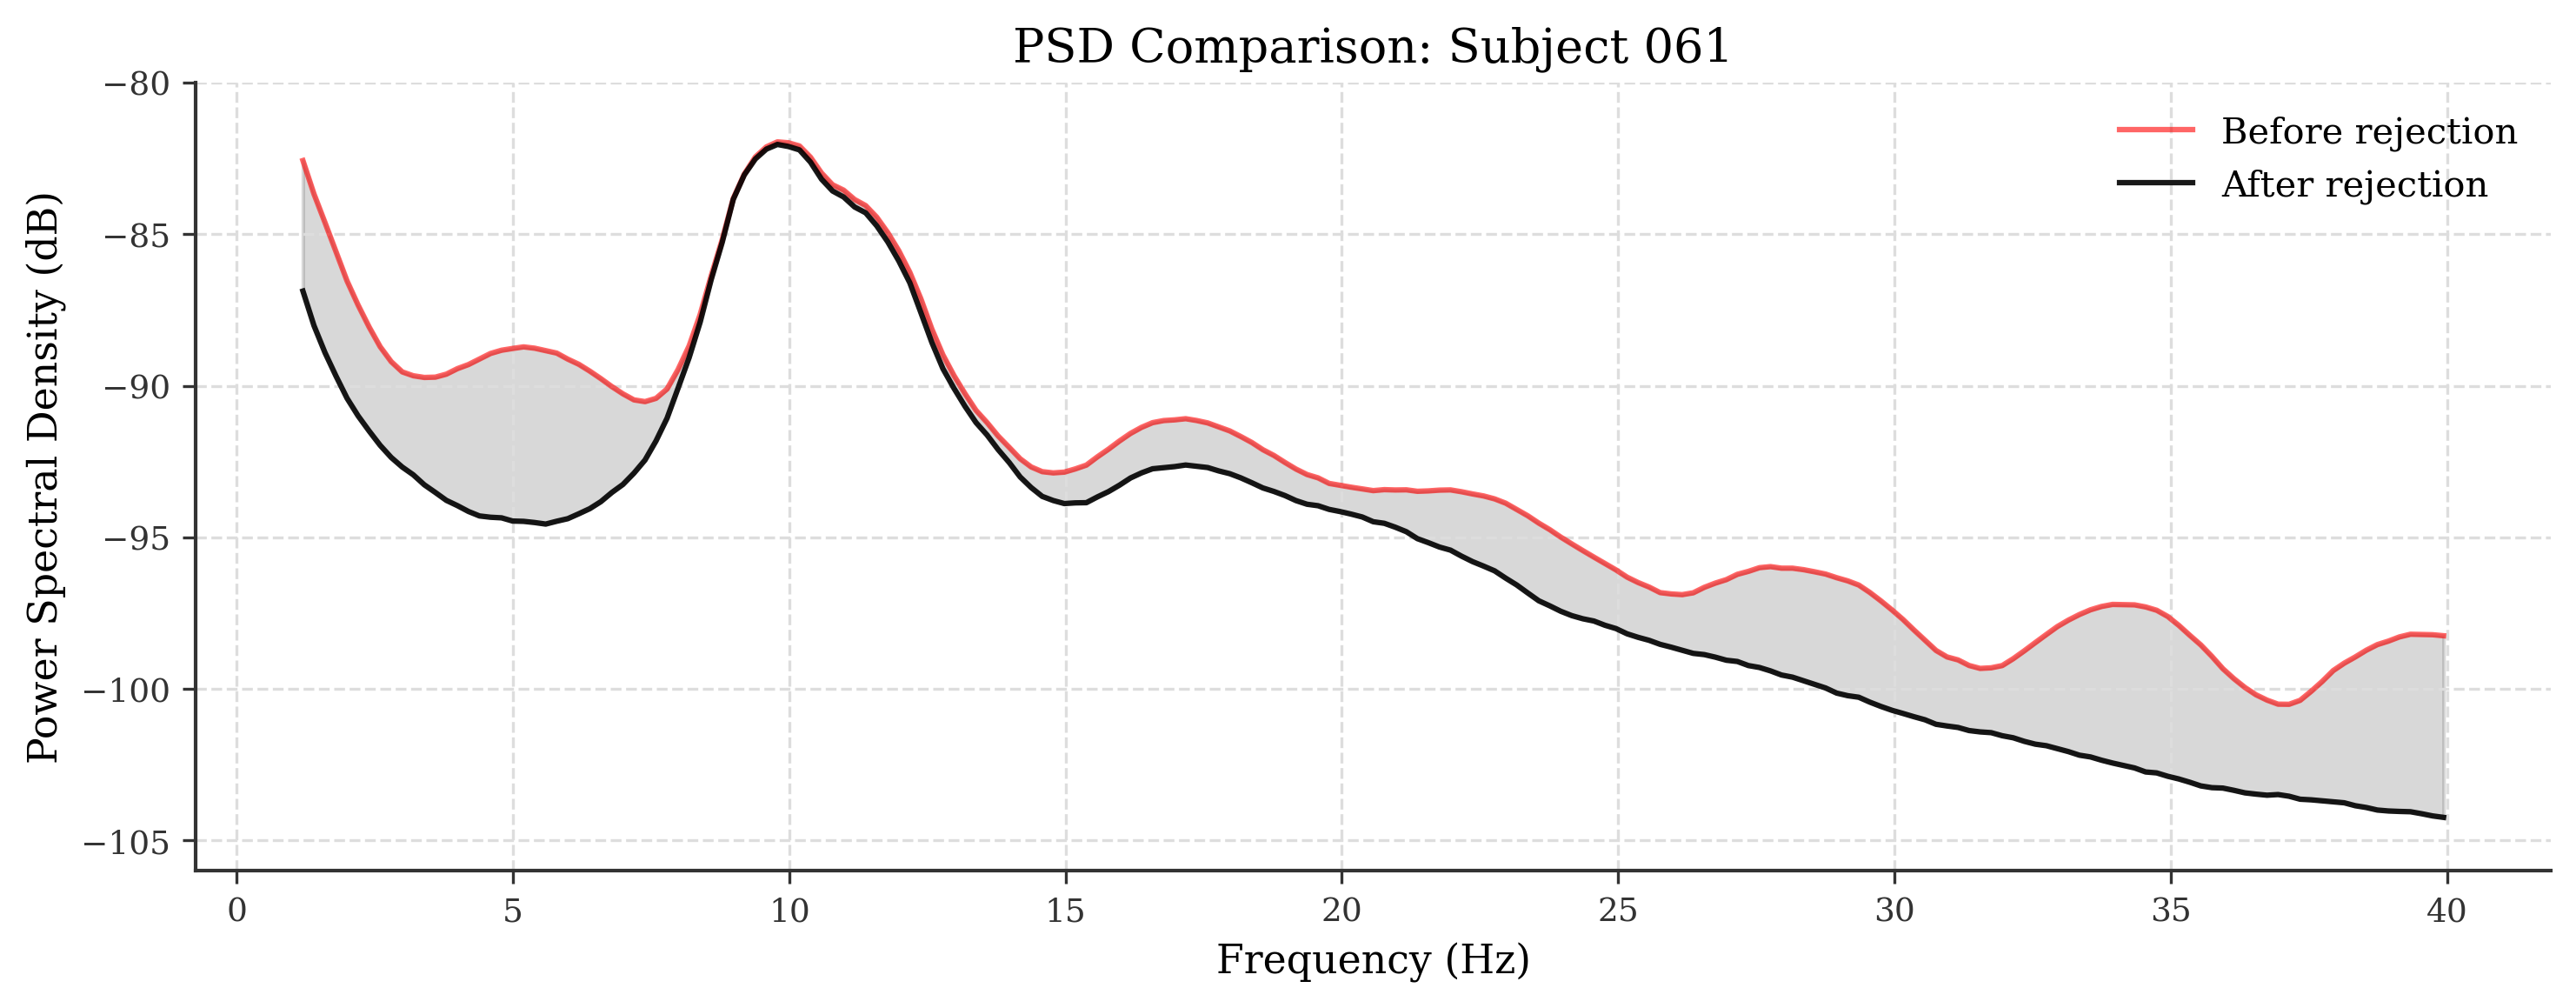 PSD Comparison: Subject 061
Before rejection
After rejection
Power Spectral Density (dB)
−80
−85
−90
−95
−100
−105
0 5 10 15 20 25 30 35 40
Frequency (Hz)